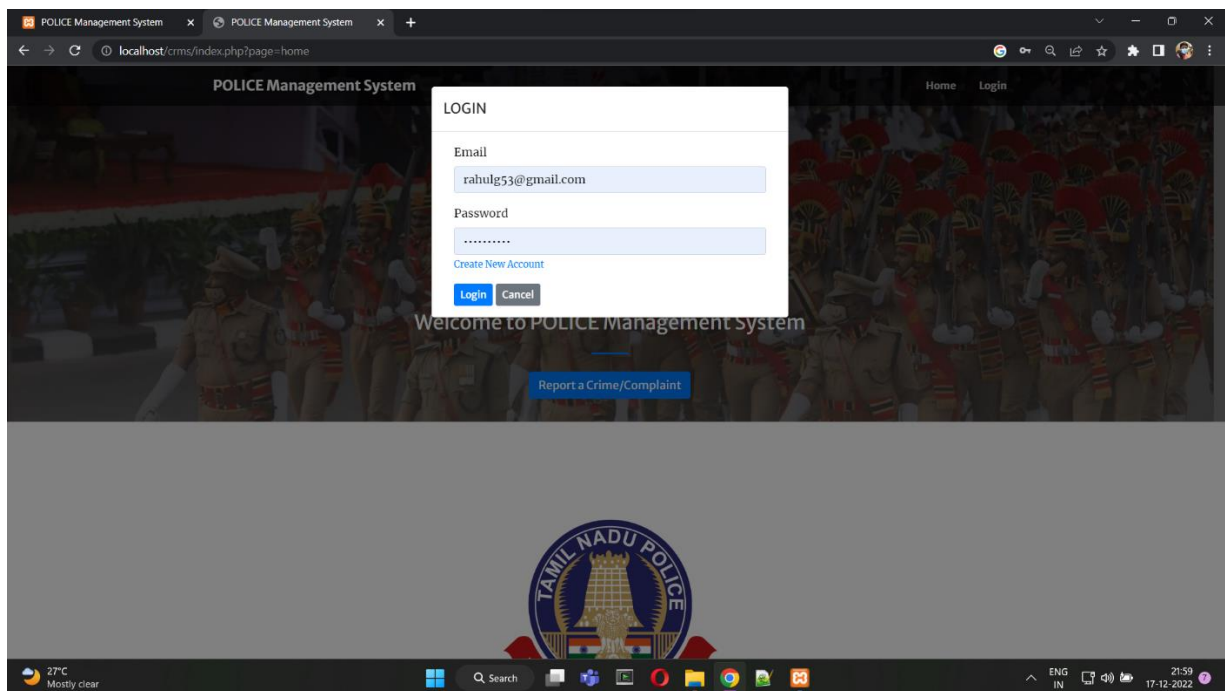 POLICE Management System
POLICE Management System
localhost/crms/index.php?page=home
POLICE Management System
Home
Login
LOGIN
Email
rahulg53@gmail.com
Password
..........
Create New Account
Login
Cancel
Welcome to POLICE Management System
Report a Crime/Complaint
TAMIL NADU POLICE
27°C
Mostly clear
Search
ENG
IN
21:59
17-12-2022
7